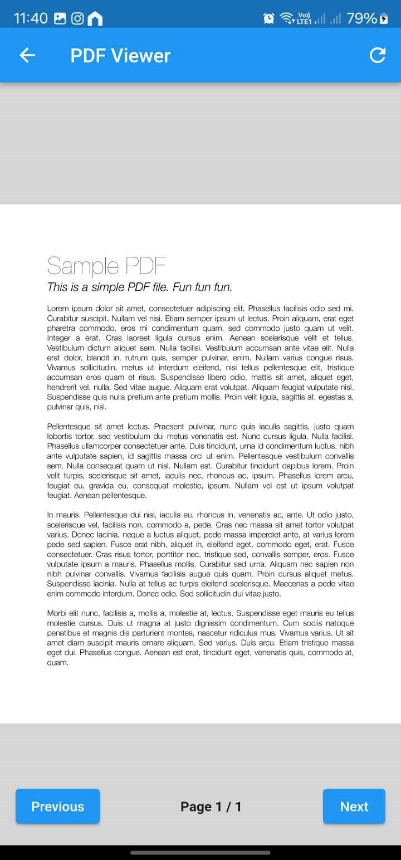 11:40
Vo)
LTE1
79%
PDF Viewer
Sample PDF
This is a simple PDF file. Fun fun fun.
Lorem ipsum dolor sit amet, consectetuer adipiscing elit. Phasellus facilisis odio sed mi.
Curabitur suscipit. Nullam vel nisi. Etiam semper ipsum ut lectus. Proin aliquam, erat eget
pharetra commodo, eros mi condimentum quam, sed commodo justo quam ut velit.
Integer a erat. Cras laoreet ligula cursus enim. Aenean scelerisque velit et tellus.
Vestibulum dictum aliquet sem. Nulla facilisi. Vestibulum accumsan ante vitae elit. Nulla
erat dolor, blandit in, rutrum quis, semper pulvinar, enim. Nullam varius congue risus.
Vivamus sollicitudin, metus ut interdum eleifend, nisi tellus pellentesque elit, tristique
accumsan eros quam et risus. Suspendisse libero odio, mattis sit amet, aliquet eget,
hendrerit vel, nulla. Sed vitae augue. Aliquam erat volutpat. Aliquam feugiat vulputate nisl.
Suspendisse quis nulla pretium ante pretium mollis. Proin velit ligula, sagittis at, egestas a,
pulvinar quis, nisl.
Pellentesque sit amet lectus. Praesent pulvinar, nunc quis iaculis sagittis, justo quam
lobortis tortor, sed vestibulum dui metus venenatis est. Nunc cursus ligula. Nulla facilisi.
Phasellus ullamcorper consectetuer ante. Duis tincidunt, urna id condimentum luctus, nibh
ante vulputate sapien, id sagittis massa orci ut enim. Pellentesque vestibulum convallis
sem. Nulla consequat quam ut nisl. Nullam est. Curabitur tincidunt dapibus lorem. Proin
velit turpis, scelerisque sit amet, iaculis nec, rhoncus ac, ipsum. Phasellus lorem arcu,
feugiat eu, gravida eu, consequat molestie, ipsum. Nullam vel est ut ipsum volutpat
feugiat. Aenean pellentesque.
In mauris. Pellentesque dui nisi, iaculis eu, rhoncus in, venenatis ac, ante. Ut odio justo,
scelerisque vel, facilisis non, commodo a, pede. Cras nec massa sit amet tortor volutpat
varius. Donec lacinia, neque a luctus aliquet, pede massa imperdiet ante, at varius lorem
pede sed sapien. Fusce erat nibh, aliquet in, eleifend eget, commodo eget, erat. Fusce
consectetuer. Cras risus tortor, porttitor nec, tristique sed, convallis semper, eros. Fusce
vulputate ipsum a mauris. Phasellus mollis. Curabitur sed urna. Aliquam nec sapien non
nibh pulvinar convallis. Vivamus facilisis augue quis quam. Proin cursus aliquet metus.
Suspendisse lacinia. Nulla at tellus ac turpis eleifend scelerisque. Maecenas a pede vitae
enim commodo interdum. Donec odio. Sed sollicitudin dui vitae justo.
Morbi elit nunc, facilisis a, mollis a, molestie at, lectus. Suspendisse eget mauris eu tellus
molestie cursus. Duis ut magna at justo dignissim condimentum. Cum sociis natoque
penatibus et magnis dis parturient montes, nascetur ridiculus mus. Vivamus varius. Ut sit
amet diam suscipit mauris ornare aliquam. Sed varius. Duis arcu. Etiam tristique massa
eget dui. Phasellus congue. Aenean est erat, tincidunt eget, venenatis quis, commodo at,
quam.
Previous
Page 1 / 1
Next